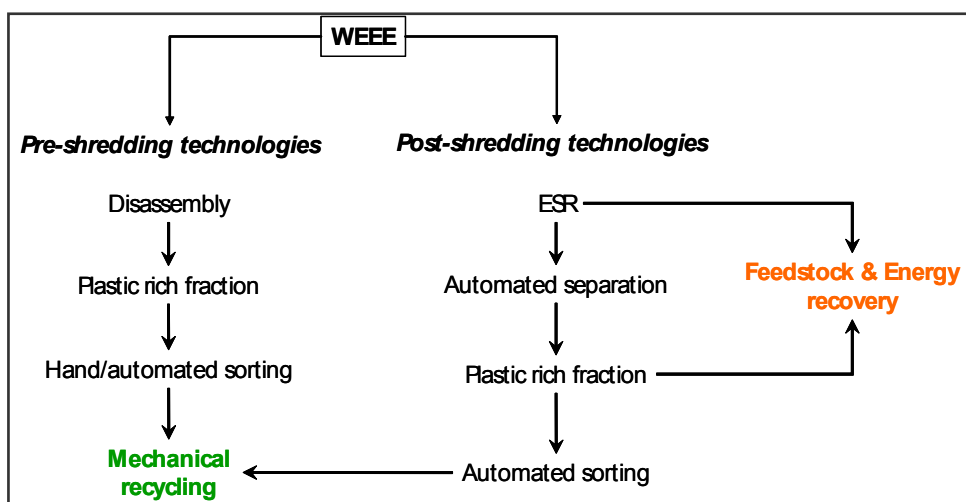 WEEE
Pre-shredding technologies
Post-shredding technologies
Disassembly
ESR
Plastic rich fraction
Automated separation
Feedstock & Energy
recovery
Hand/automated sorting
Plastic rich fraction
Mechanical
recycling
Automated sorting